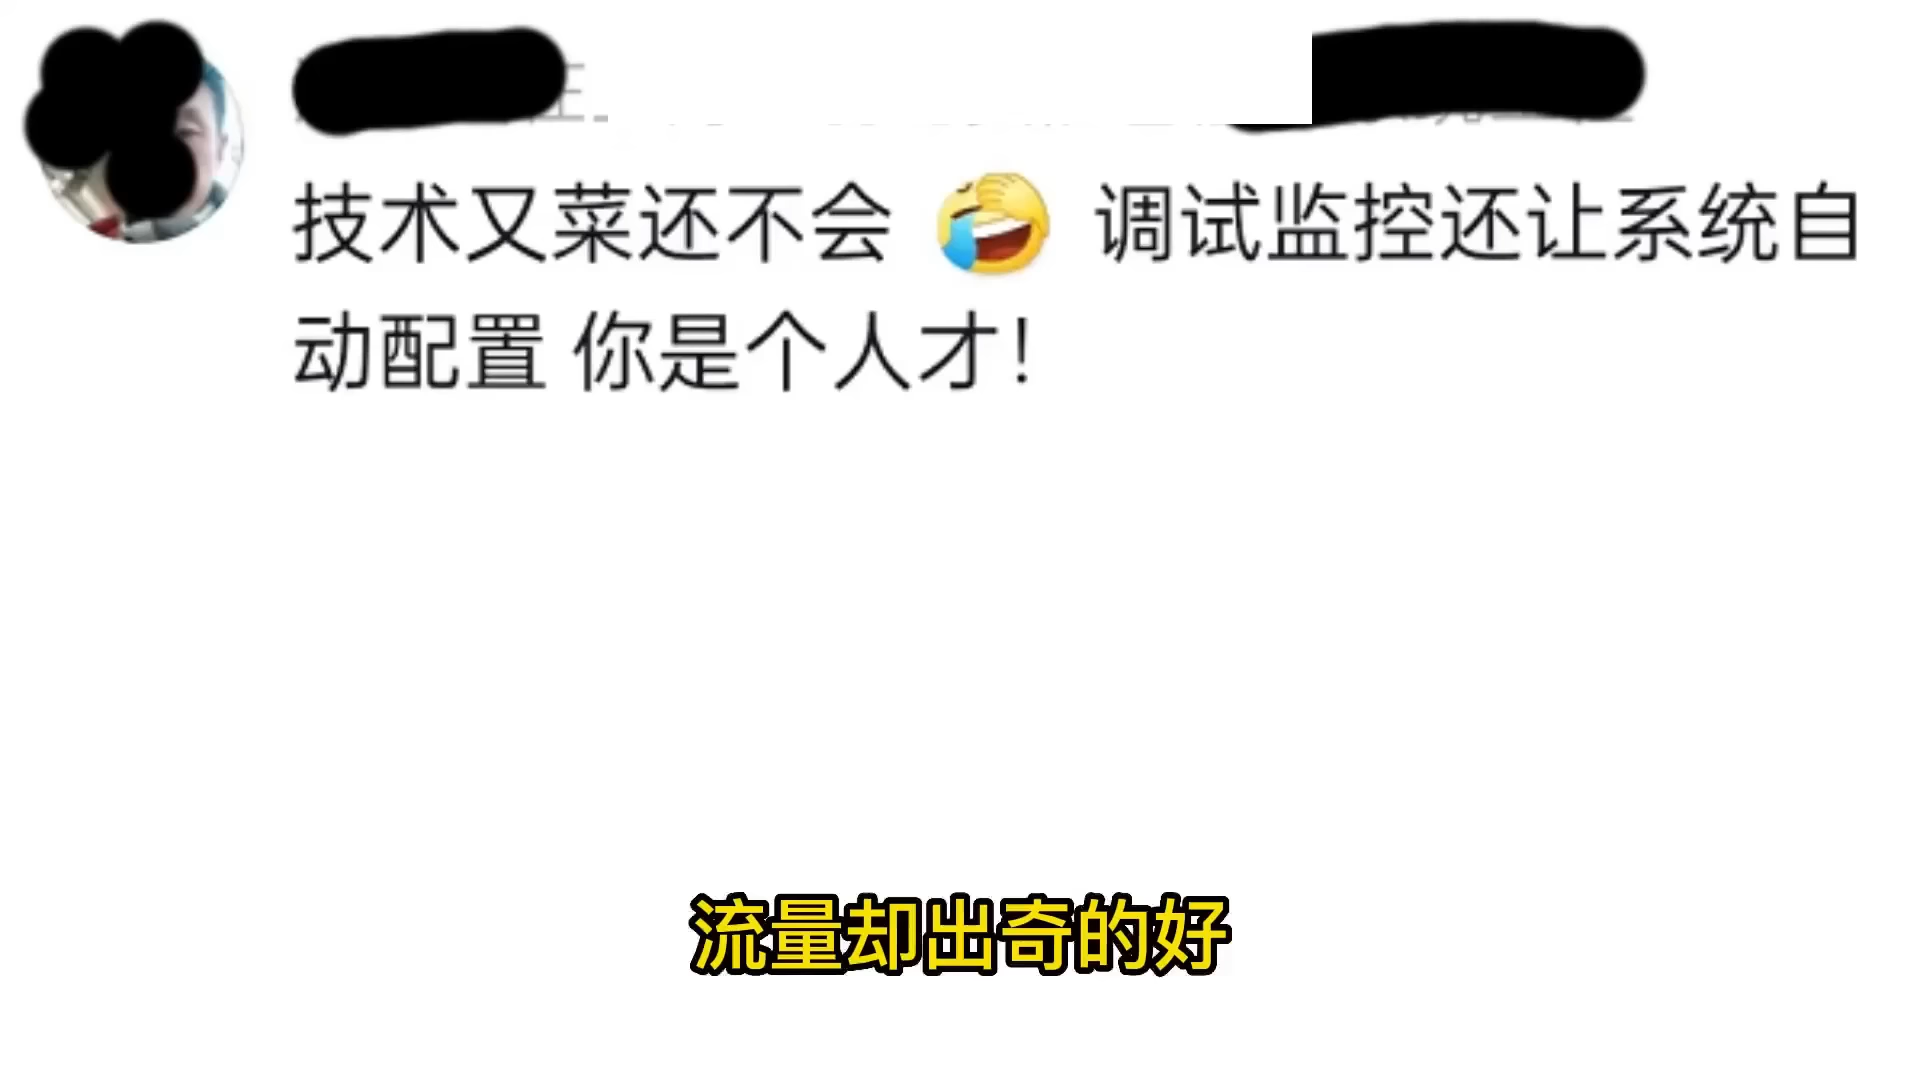 技术又菜还不会 🤣 调试监控还让系统自
动配置 你是个人才！
流量却出奇的好